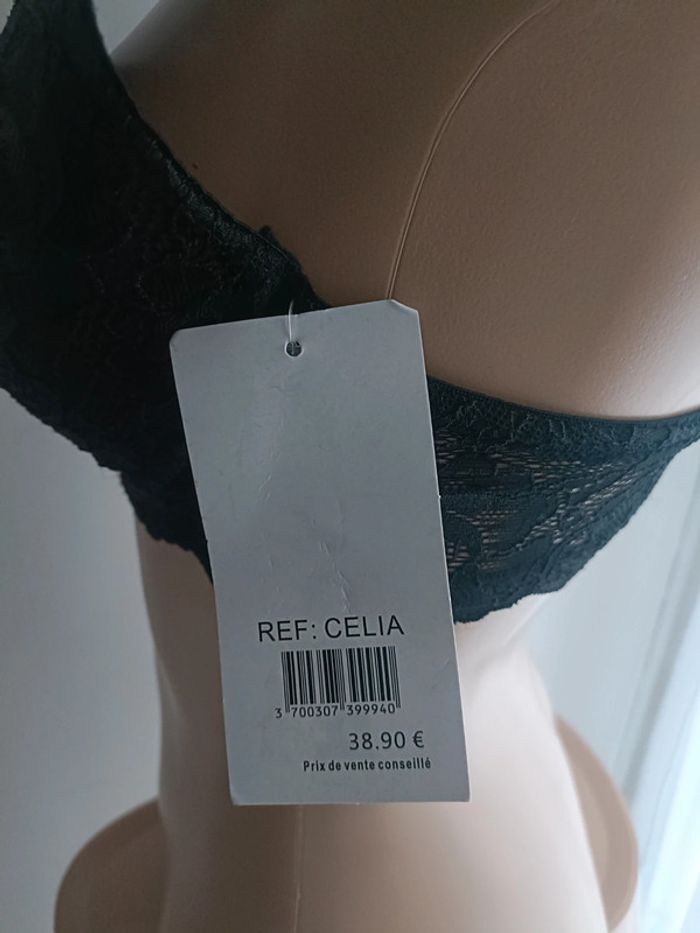 REF: CELIA
3 700307 399940
38.90 €
Prix de vente conseillé